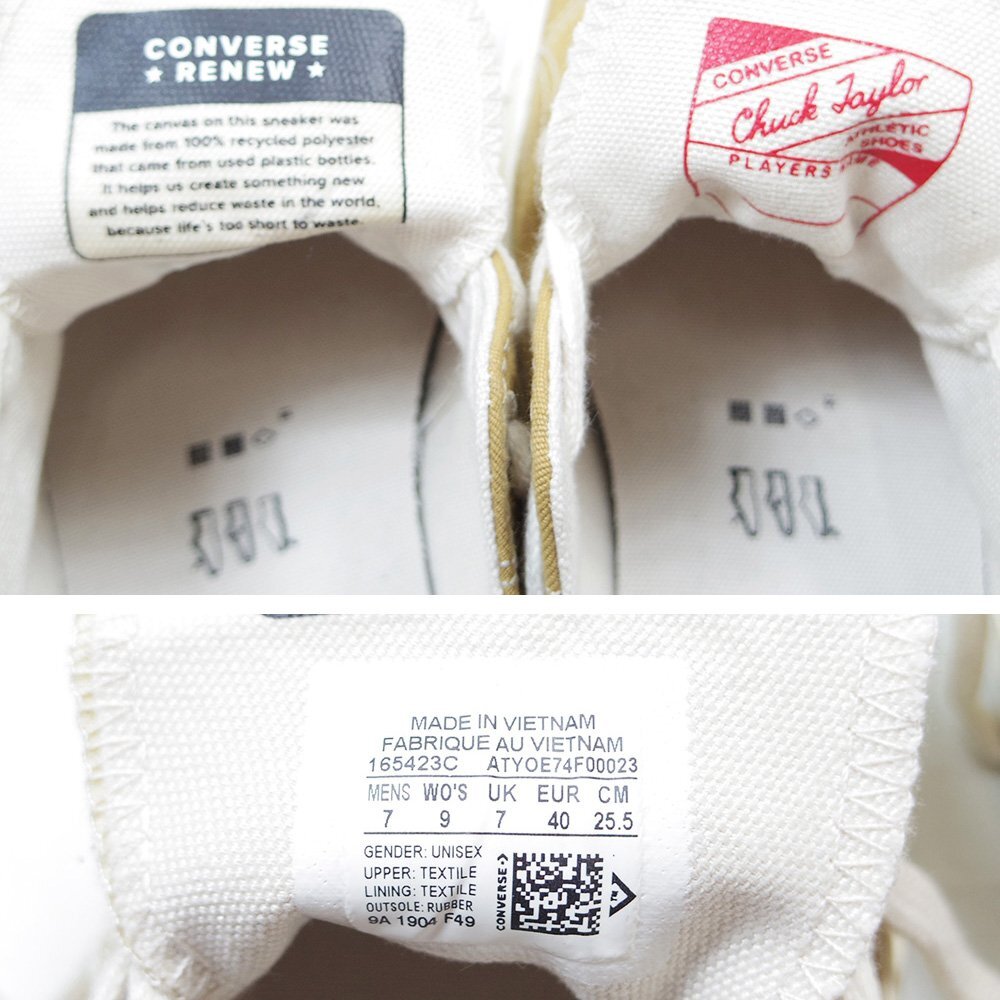 CONVERSE
★ RENEW ★
The canvas on this sneaker was
made from 100% recycled polyester
that came from used plastic bottles.
It helps us create something new
and helps reduce waste in the world,
because life's too short to waste.
CONVERSE
Chuck Taylor
ATHLETIC
SHOES
PLAYERS NAME
MADE IN VIETNAM
FABRIQUE AU VIETNAM
165423C ATYOE74F00023
MENS WO'S UK EUR CM
7 9 7 40 25.5
GENDER: UNISEX
UPPER: TEXTILE
LINING: TEXTILE
OUTSOLE: RUBBER
9A 1904 F49
CONVERSE
TM